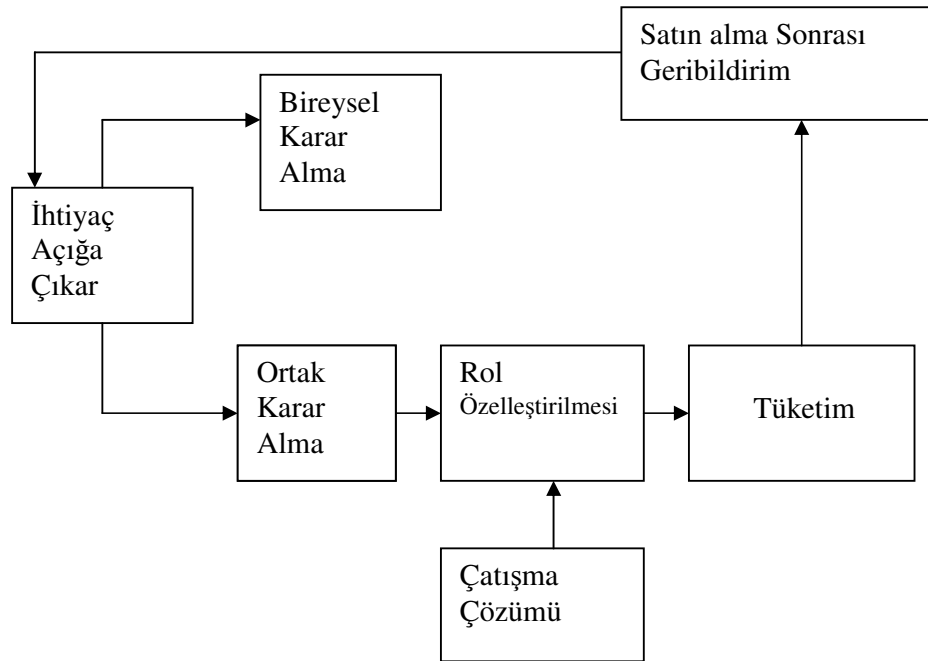 Satın alma Sonrası
Geribildirim
Bireysel
Karar
Alma
İhtiyaç
Açığa
Çıkar
Ortak
Karar
Alma
Rol
Özelleştirilmesi
Tüketim
Çatışma
Çözümü